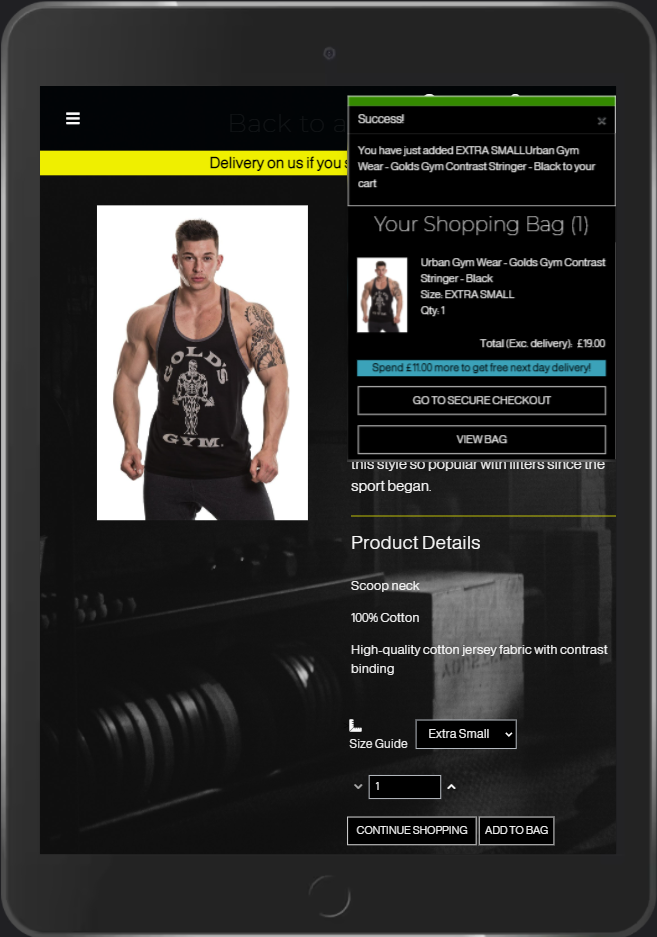 Back to a
Delivery on us if you s
Success!
×
You have just added EXTRA SMALLUrban Gym
Wear - Golds Gym Contrast Stringer - Black to your
cart
Your Shopping Bag (1)
Urban Gym Wear - Golds Gym Contrast
Stringer - Black
Size: EXTRA SMALL
Qty: 1
Total (Exc. delivery): £19.00
Spend £11.00 more to get free next day delivery!
GO TO SECURE CHECKOUT
VIEW BAG
GOLD'S
GYM.
this style so popular with lifters since the
sport began.
Product Details
Scoop neck
100% Cotton
High-quality cotton jersey fabric with contrast
binding
Size Guide
Extra Small
1
CONTINUE SHOPPING
ADD TO BAG